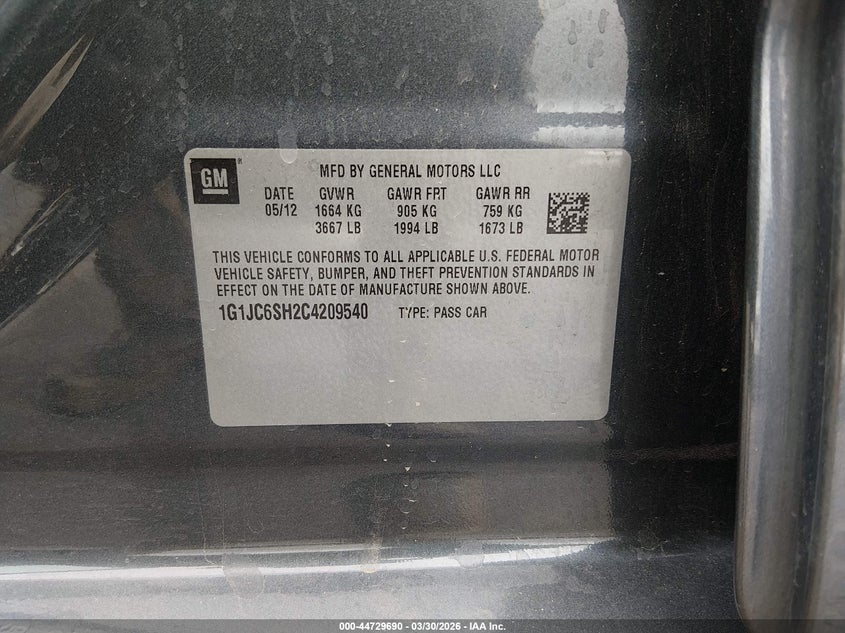 GM
MFD BY GENERAL MOTORS LLC
DATE GVWR GAWR FRT GAWR RR
05/12 1664 KG 905 KG 759 KG
3667 LB 1994 LB 1673 LB
THIS VEHICLE CONFORMS TO ALL APPLICABLE U.S. FEDERAL MOTOR
VEHICLE SAFETY, BUMPER, AND THEFT PREVENTION STANDARDS IN
EFFECT ON THE DATE OF MANUFACTURE SHOWN ABOVE.
1G1JC6SH2C4209540 TYPE: PASS CAR
000-44729690 - 03/30/2026 - IAA Inc.